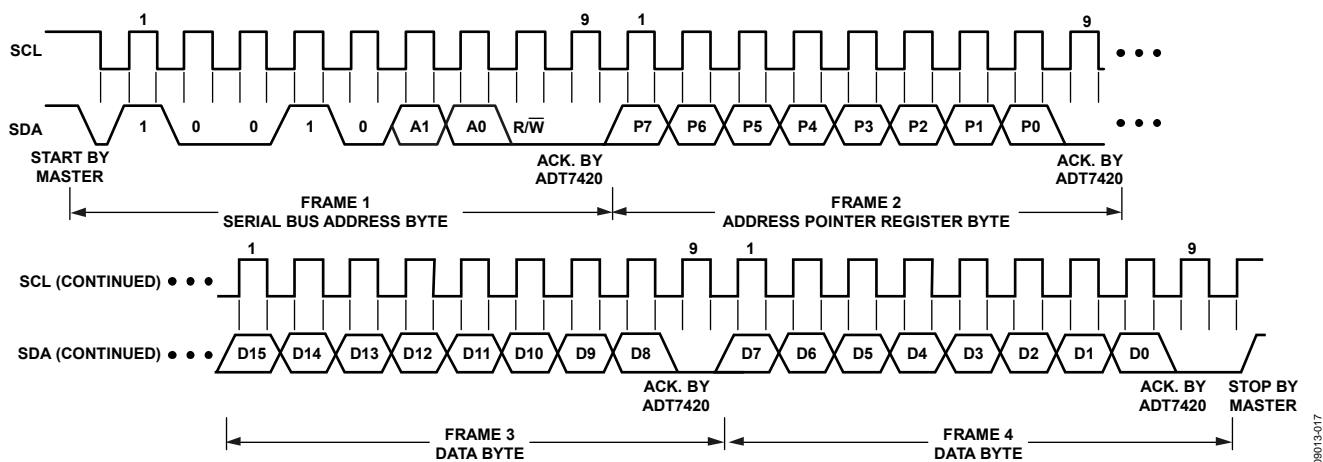 1 9 1 9
SCL
SDA 1 0 0 1 0 A1 A0 R/W̅ P7 P6 P5 P4 P3 P2 P1 P0
START BY MASTER
ACK. BY ADT7420
ACK. BY ADT7420
FRAME 1
SERIAL BUS ADDRESS BYTE
FRAME 2
ADDRESS POINTER REGISTER BYTE
1 9 1 9
SCL (CONTINUED)
SDA (CONTINUED) D15 D14 D13 D12 D11 D10 D9 D8 D7 D6 D5 D4 D3 D2 D1 D0
ACK. BY ADT7420
ACK. BY ADT7420
STOP BY MASTER
FRAME 3
DATA BYTE
FRAME 4
DATA BYTE
09013-017